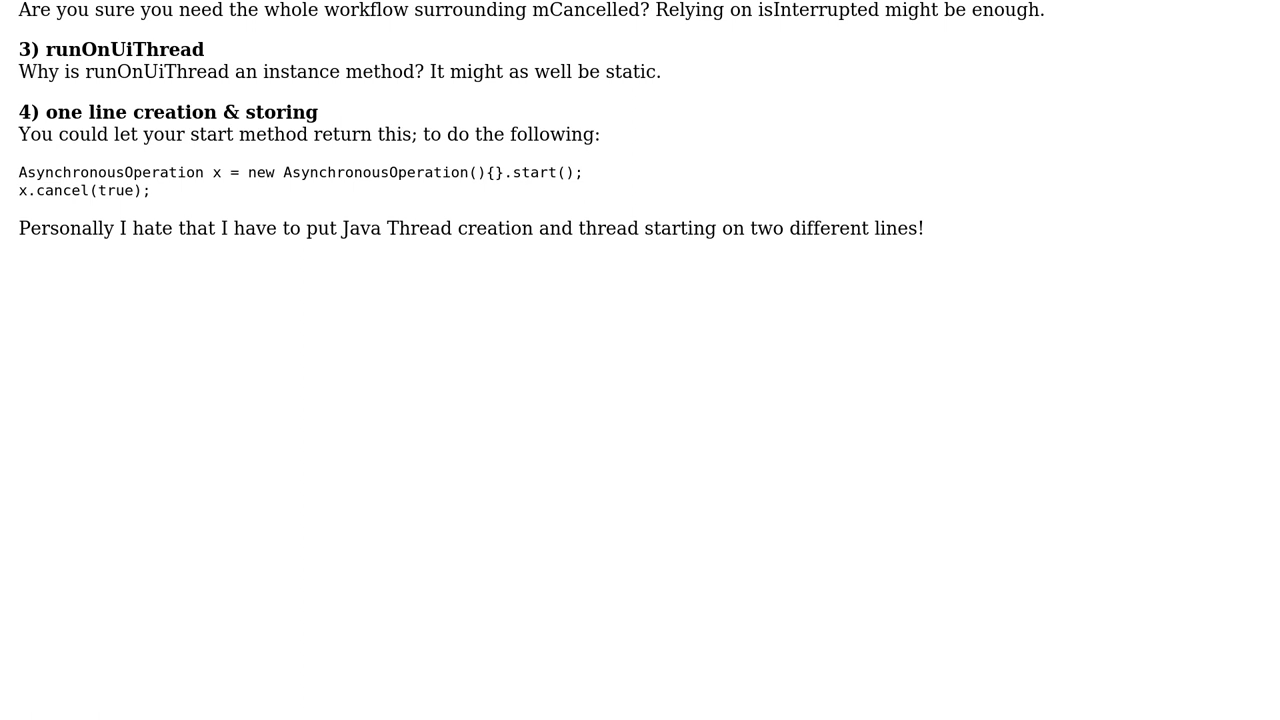 Are you sure you need the whole workflow surrounding mCancelled? Relying on isInterrupted might be enough.
3) runOnUiThread
Why is runOnUiThread an instance method? It might as well be static.
4) one line creation & storing
You could let your start method return this; to do the following:
AsynchronousOperation x = new AsynchronousOperation(){}.start();
x.cancel(true);
Personally I hate that I have to put Java Thread creation and thread starting on two different lines!